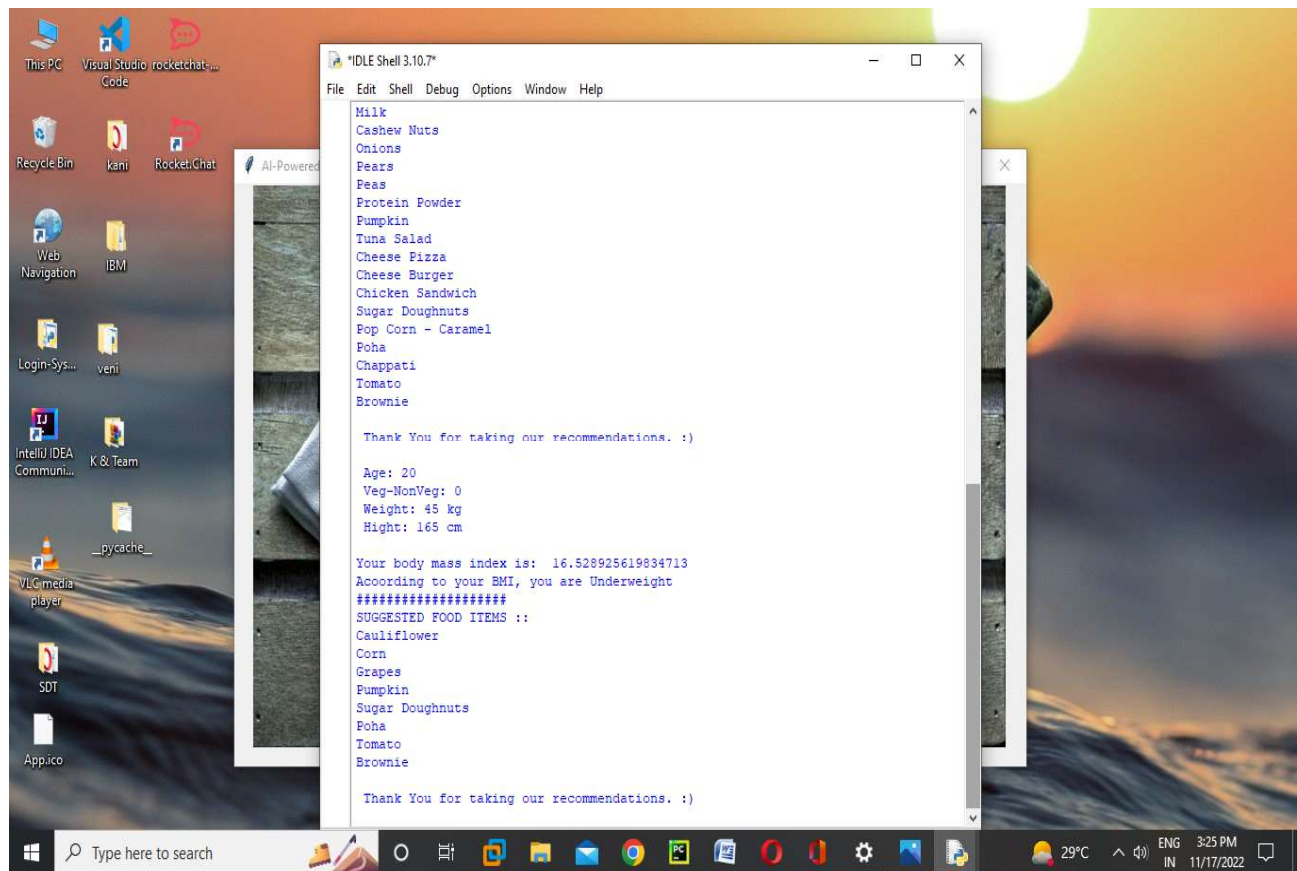 This PC
Visual Studio
Code
rocketchat-...
Recycle Bin
kani
Rocket.Chat
Web
Navigation
IBM
Login-Sys...
veni
IntelliJ IDEA
Communi...
K & Team
__pycache__
VLC media
player
SDT
App.ico
AI-Powered
*IDLE Shell 3.10.7*
File Edit Shell Debug Options Window Help
Milk
Cashew Nuts
Onions
Pears
Peas
Protein Powder
Pumpkin
Tuna Salad
Cheese Pizza
Cheese Burger
Chicken Sandwich
Sugar Doughnuts
Pop Corn - Caramel
Poha
Chappati
Tomato
Brownie
Thank You for taking our recommendations. :)
Age: 20
Veg-NonVeg: 0
Weight: 45 kg
Hight: 165 cm
Your body mass index is:  16.528925619834713
Acoording to your BMI, you are Underweight
####################
SUGGESTED FOOD ITEMS ::
Cauliflower
Corn
Grapes
Pumpkin
Sugar Doughnuts
Poha
Tomato
Brownie
Thank You for taking our recommendations. :)
Type here to search
29°C
ENG
IN
3:25 PM
11/17/2022